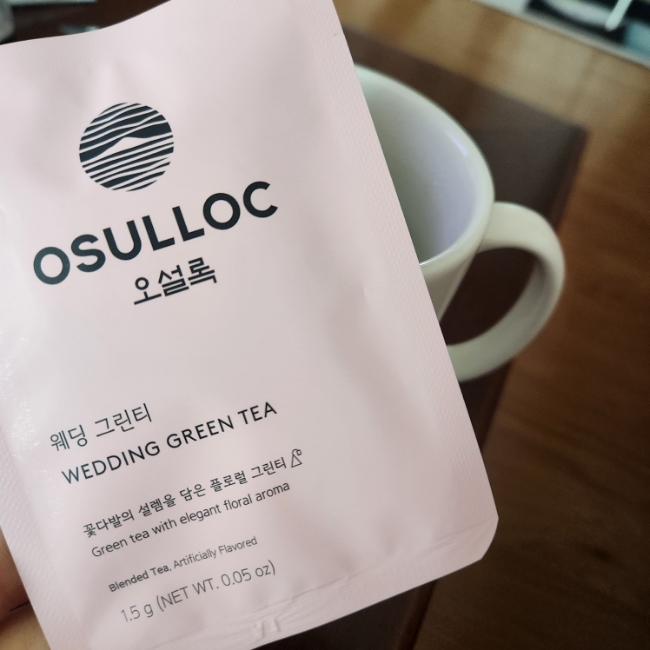 OSULLOC
오설록
웨딩 그린티
WEDDING GREEN TEA
꽃다발의 설렘을 담은 플로럴 그린티
Green tea with elegant floral aroma
Blended Tea, Artificially Flavored
1.5 g (NET WT. 0.05 oz)